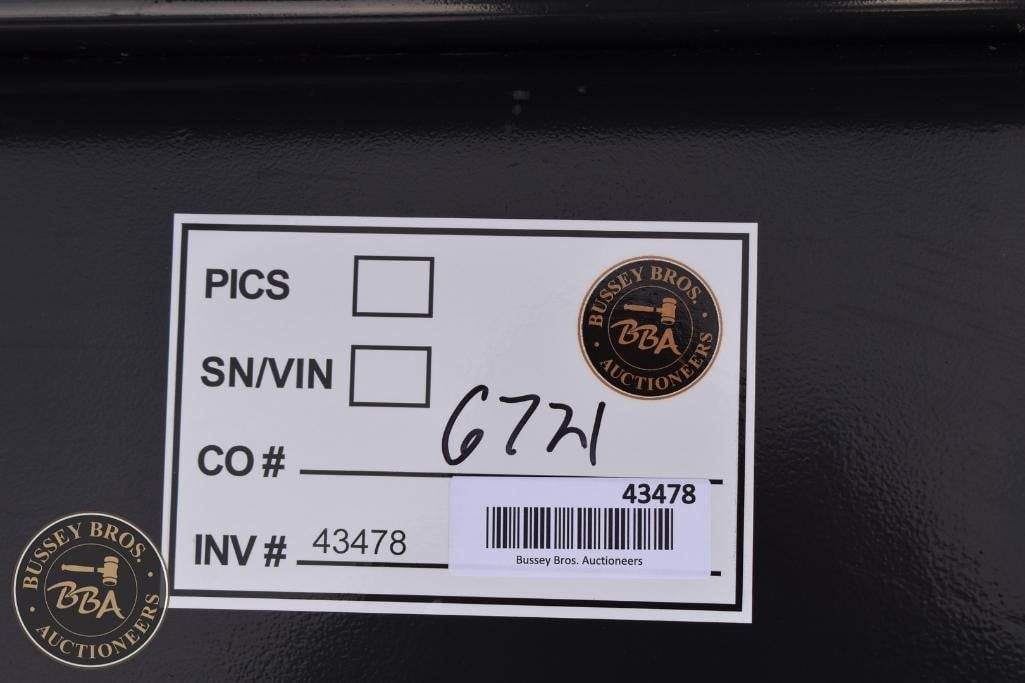 PICS
BUSSEY BROS.
BBA
AUCTIONEERS
SN/VIN
CO # 6721
43478
INV # 43478
Bussey Bros. Auctioneers
BUSSEY BROS.
BBA
AUCTIONEERS